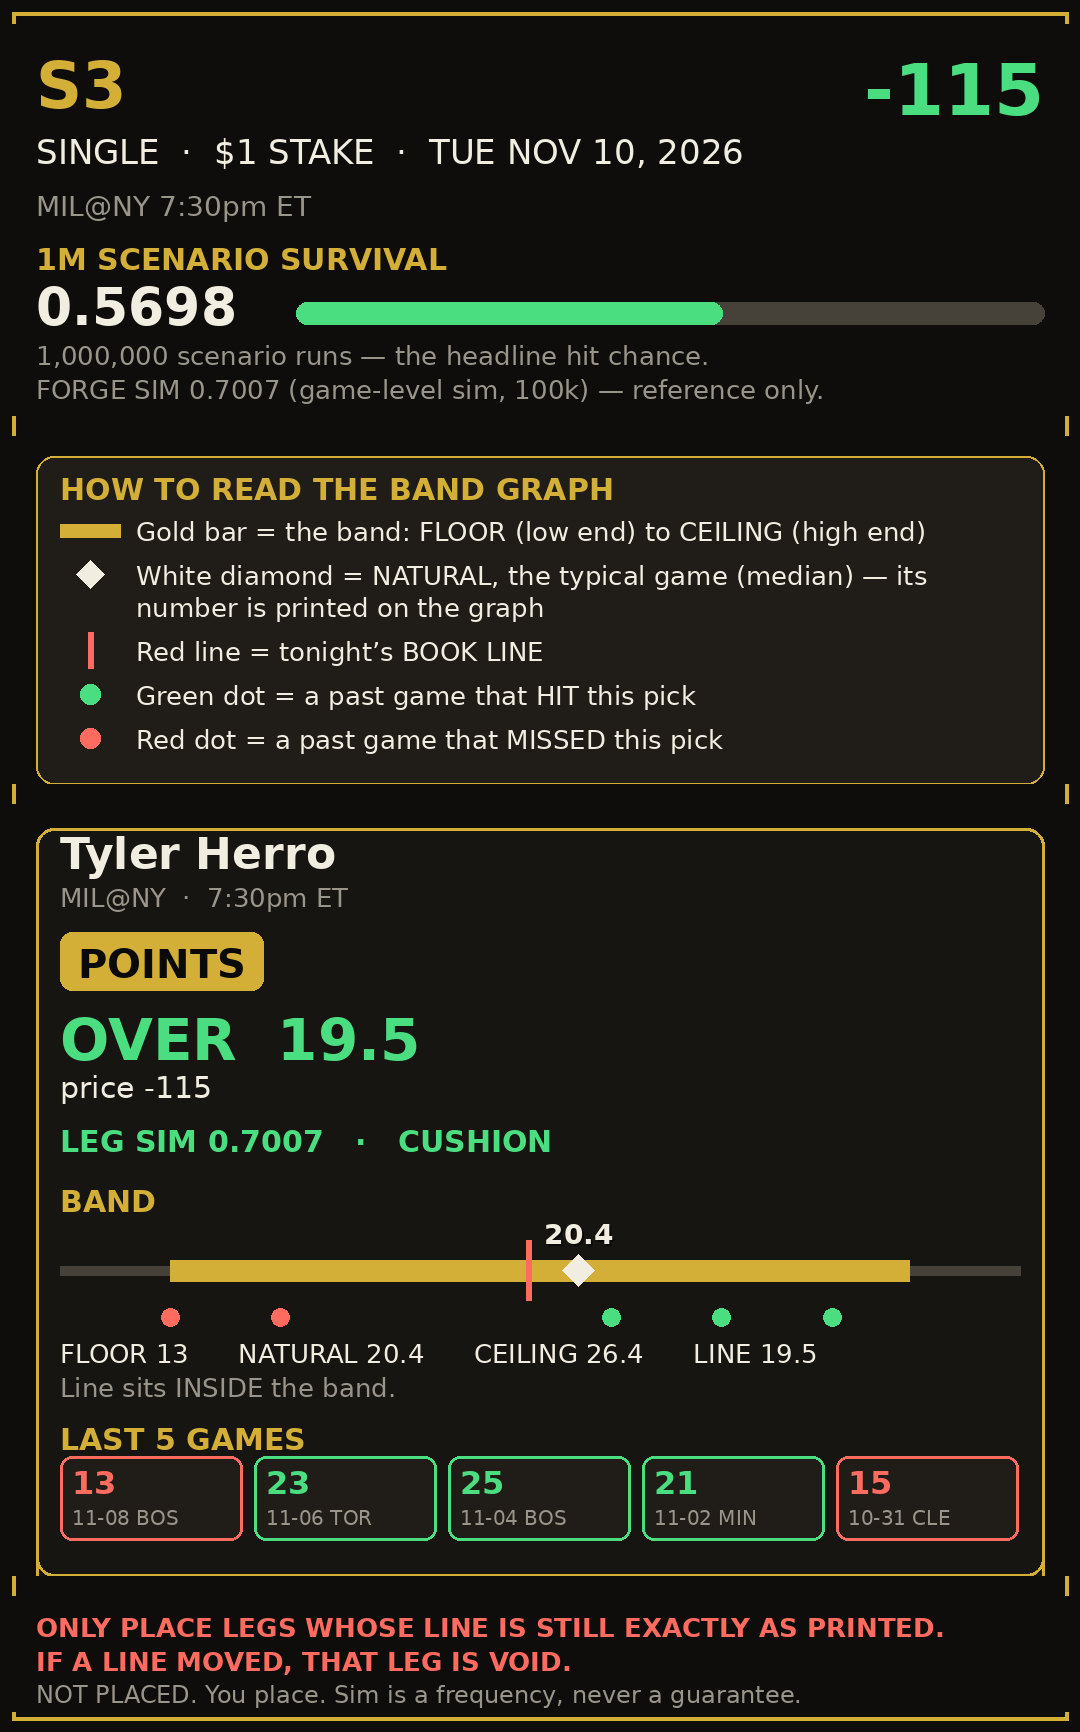 S3
-115
SINGLE · $1 STAKE · TUE NOV 10, 2026
MIL@NY 7:30pm ET
1M SCENARIO SURVIVAL
0.5698
1,000,000 scenario runs — the headline hit chance.
FORGE SIM 0.7007 (game-level sim, 100k) — reference only.
HOW TO READ THE BAND GRAPH
Gold bar = the band: FLOOR (low end) to CEILING (high end)
White diamond = NATURAL, the typical game (median) — its
number is printed on the graph
Red line = tonight’s BOOK LINE
Green dot = a past game that HIT this pick
Red dot = a past game that MISSED this pick
Tyler Herro
MIL@NY · 7:30pm ET
POINTS
OVER 19.5
price -115
LEG SIM 0.7007 · CUSHION
BAND
20.4
FLOOR 13 NATURAL 20.4 CEILING 26.4 LINE 19.5
Line sits INSIDE the band.
LAST 5 GAMES
13 23 25 21 15
11-08 BOS 11-06 TOR 11-04 BOS 11-02 MIN 10-31 CLE
ONLY PLACE LEGS WHOSE LINE IS STILL EXACTLY AS PRINTED.
IF A LINE MOVED, THAT LEG IS VOID.
NOT PLACED. You place. Sim is a frequency, never a guarantee.